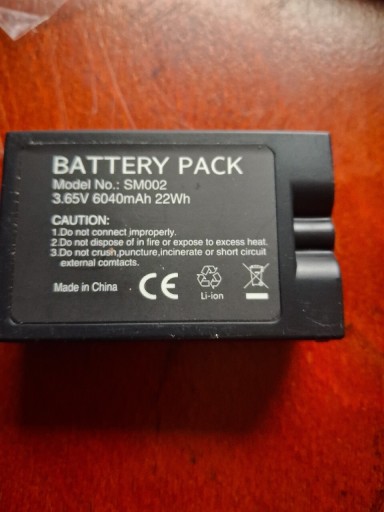 BATTERY PACK
Model No.: SM002
3.65V 6040mAh 22Wh
CAUTION:
1.Do not connect improperly.
2.Do not dispose of in fire or expose to excess heat.
3.Do not crush,puncture,incinerate or short circuit
external contacts.
Made in China
CE
Li-ion